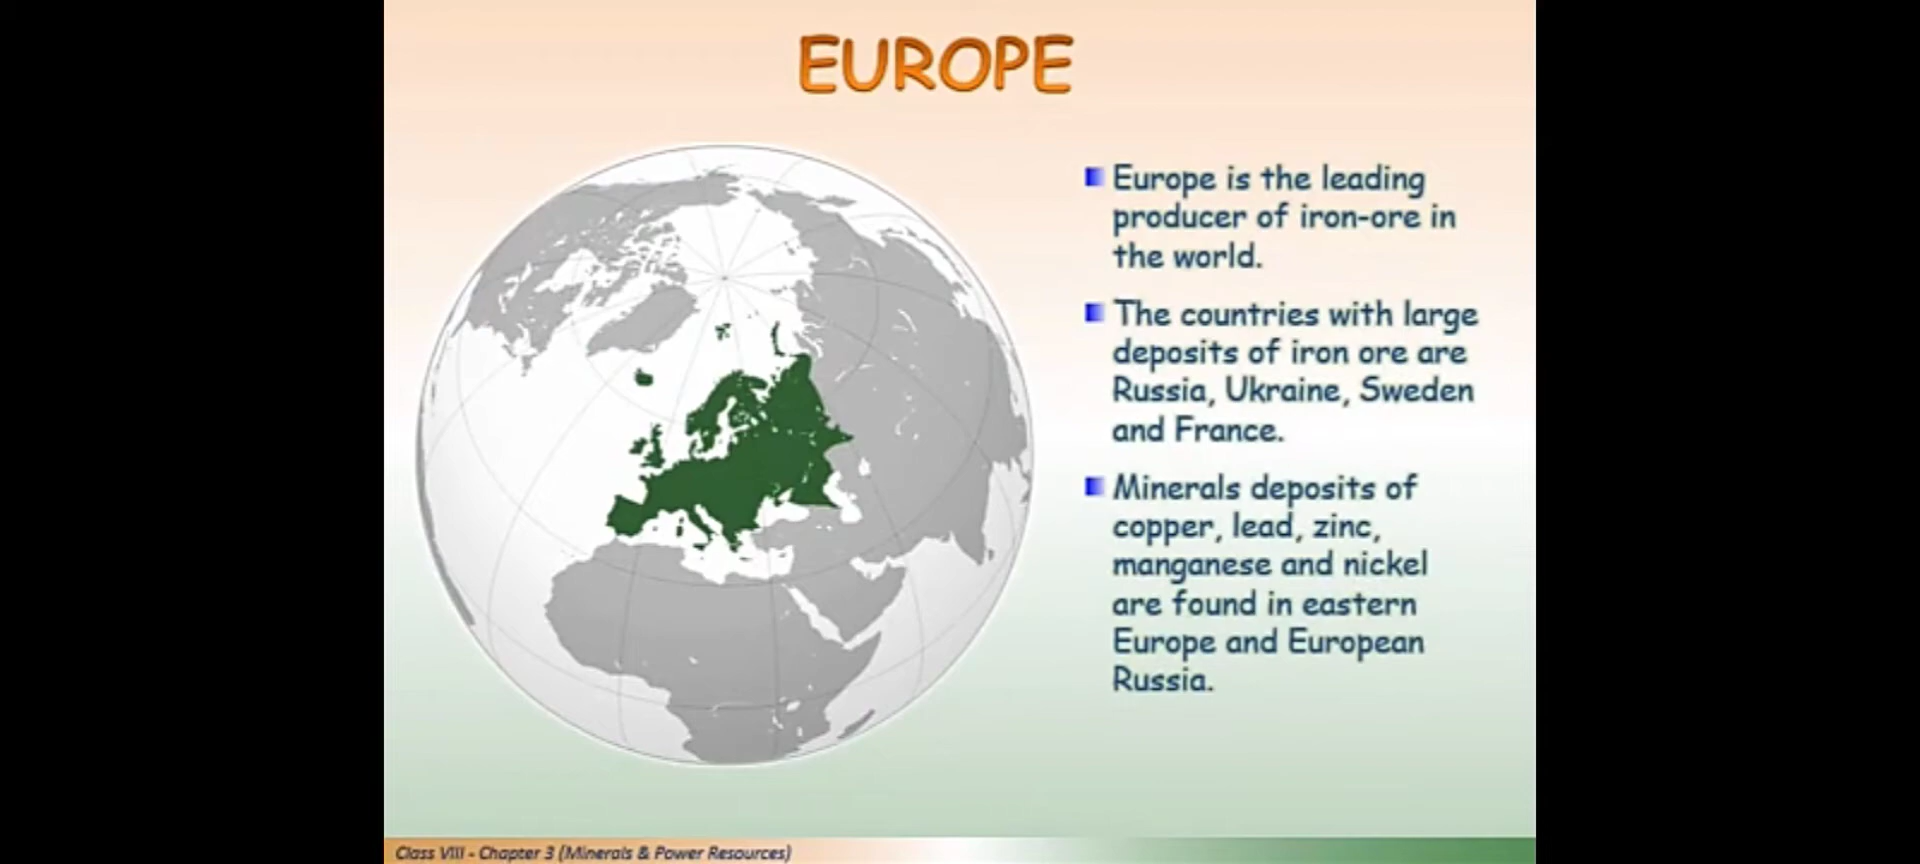 EUROPE
Europe is the leading
producer of iron-ore in
the world.
The countries with large
deposits of iron ore are
Russia, Ukraine, Sweden
and France.
Minerals deposits of
copper, lead, zinc,
manganese and nickel
are found in eastern
Europe and European
Russia.
Class VIII - Chapter 3 (Minerals & Power Resources)